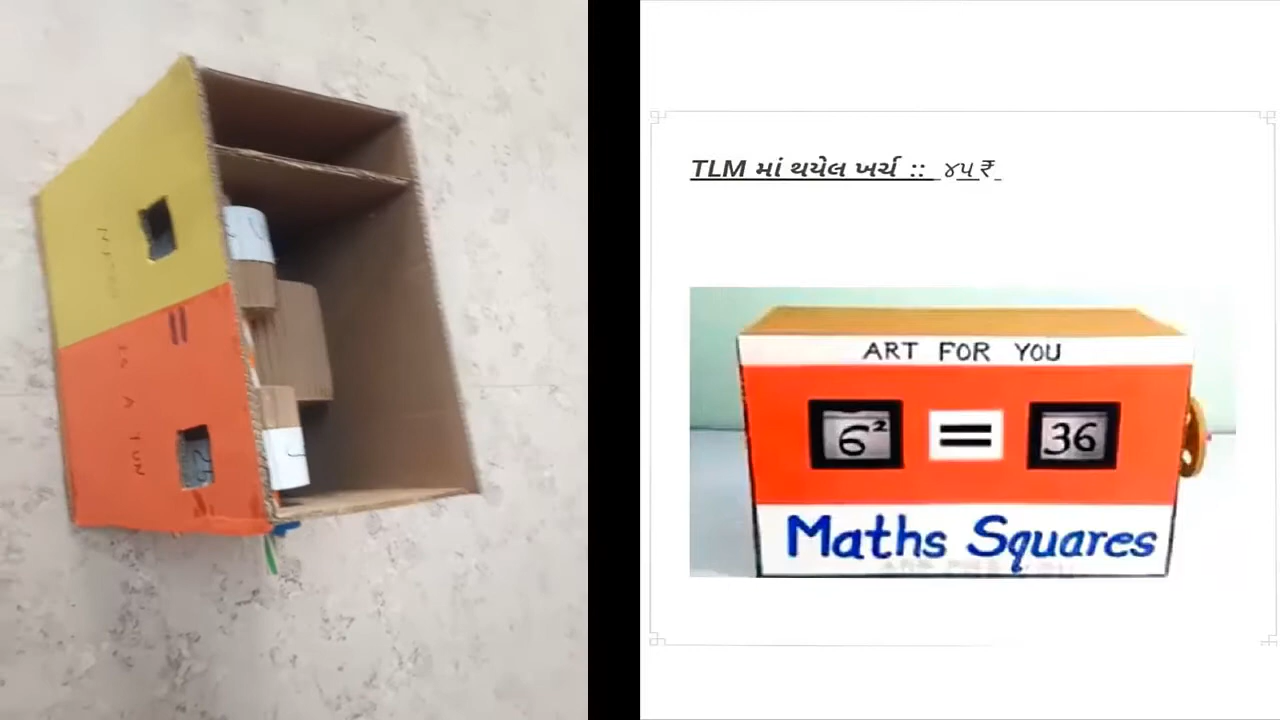 TLM માં થયેલ ખર્ચ :: ૪૫ ₹
ART FOR YOU
6² = 36
Maths Squares
=